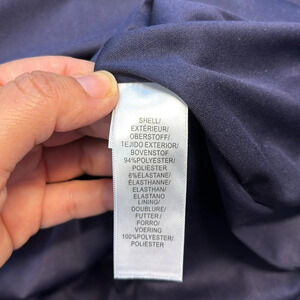 SHELL/
EXTÉRIEUR/
OBERSTOFF/
TEJIDO EXTERIOR/
BOVENSTOF
94%POLYESTER/
POLIESTER
6%ELASTANE/
ÉLASTHANNE/
ELASTHAN/
ELASTANO
LINING/
DOUBLURE/
FUTTER /
FORRO/
VOERING
100%POLYESTER/
POLIESTER